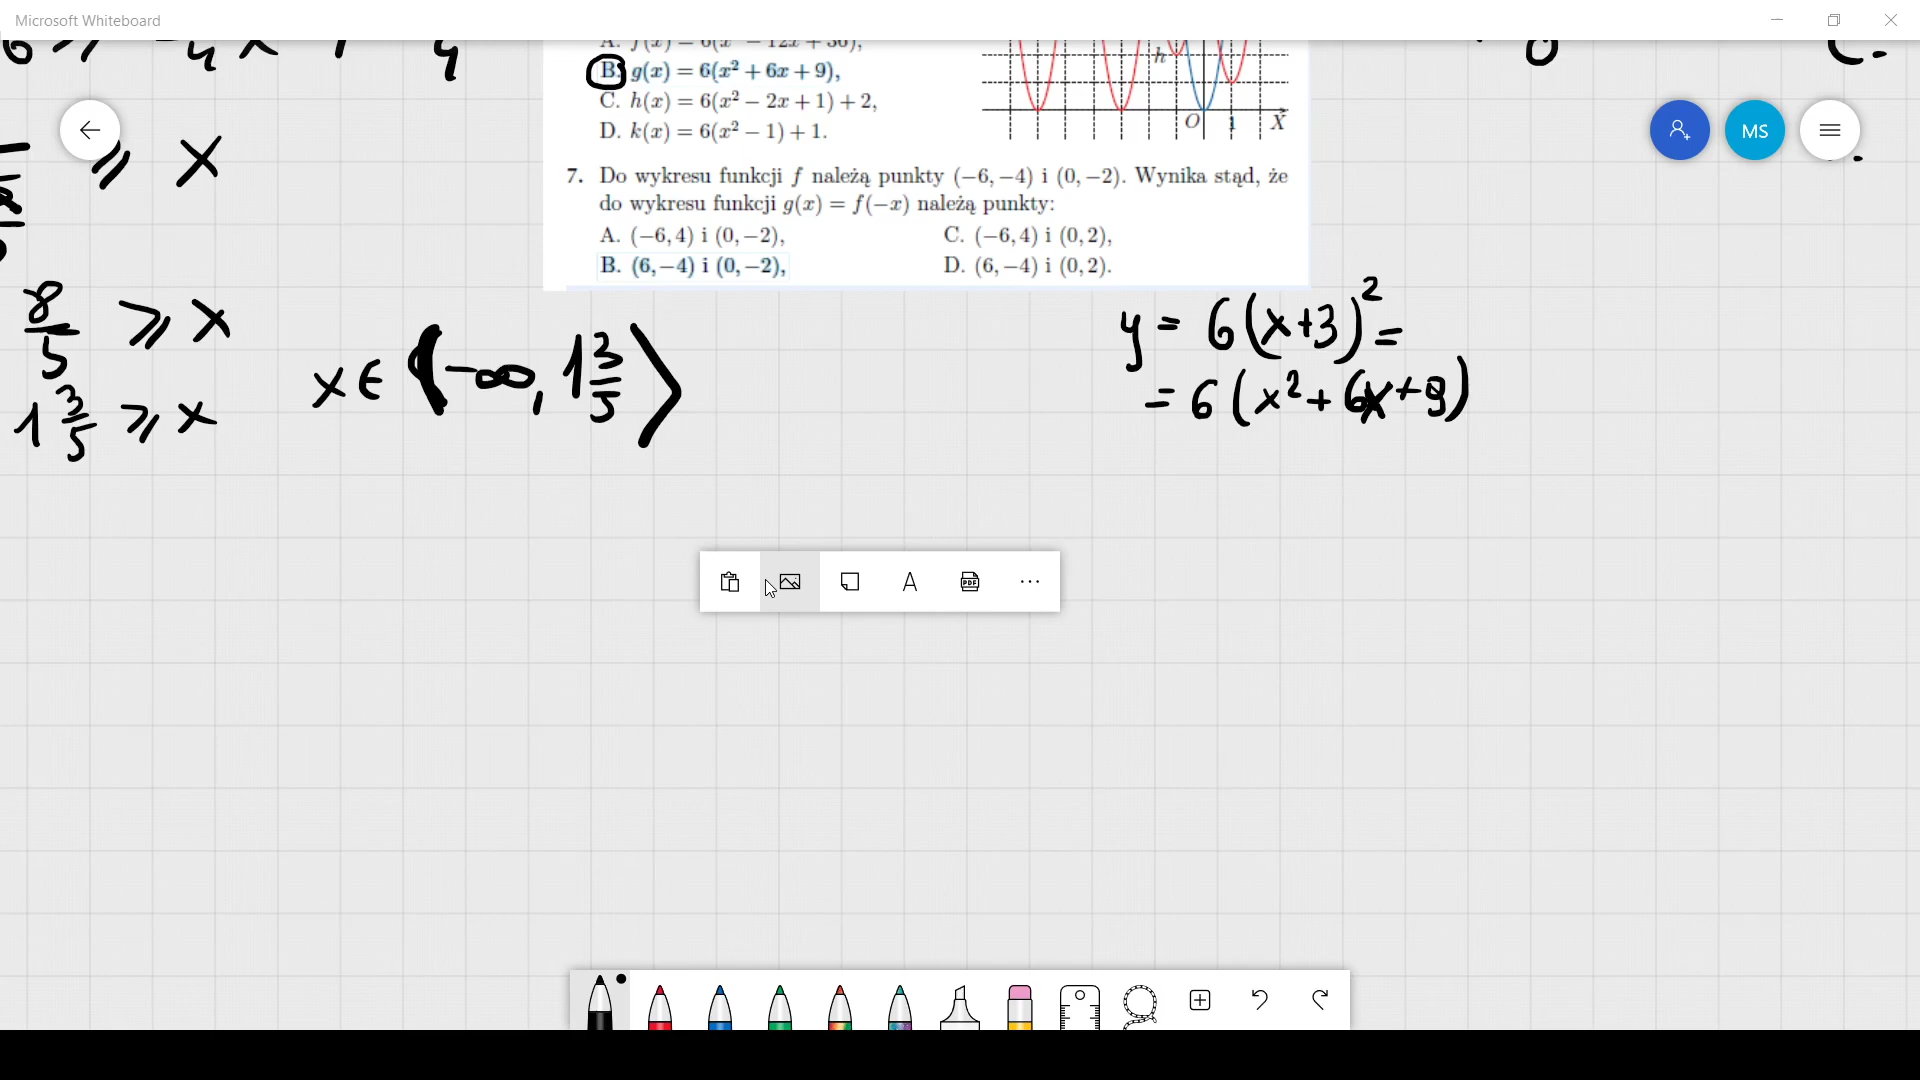 Microsoft Whiteboard
B. g(x) = 6(x² + 6x + 9),
C. h(x) = 6(x² − 2x + 1) + 2,
D. k(x) = 6(x² − 1) + 1.
h
O 1 X
7. Do wykresu funkcji f należą punkty (−6, −4) i (0, −2). Wynika stąd, że
do wykresu funkcji g(x) = f(−x) należą punkty:
A. (−6, 4) i (0, −2),
C. (−6, 4) i (0, 2),
B. (6, −4) i (0, −2),
D. (6, −4) i (0, 2).
MS
⩾ x
8/5 ⩾ x
1 3/5 ⩾ x
x ∈ (−∞, 1 3/5⟩
y = 6(x+3)² =
= 6(x² + 6x + 9)
A
PDF